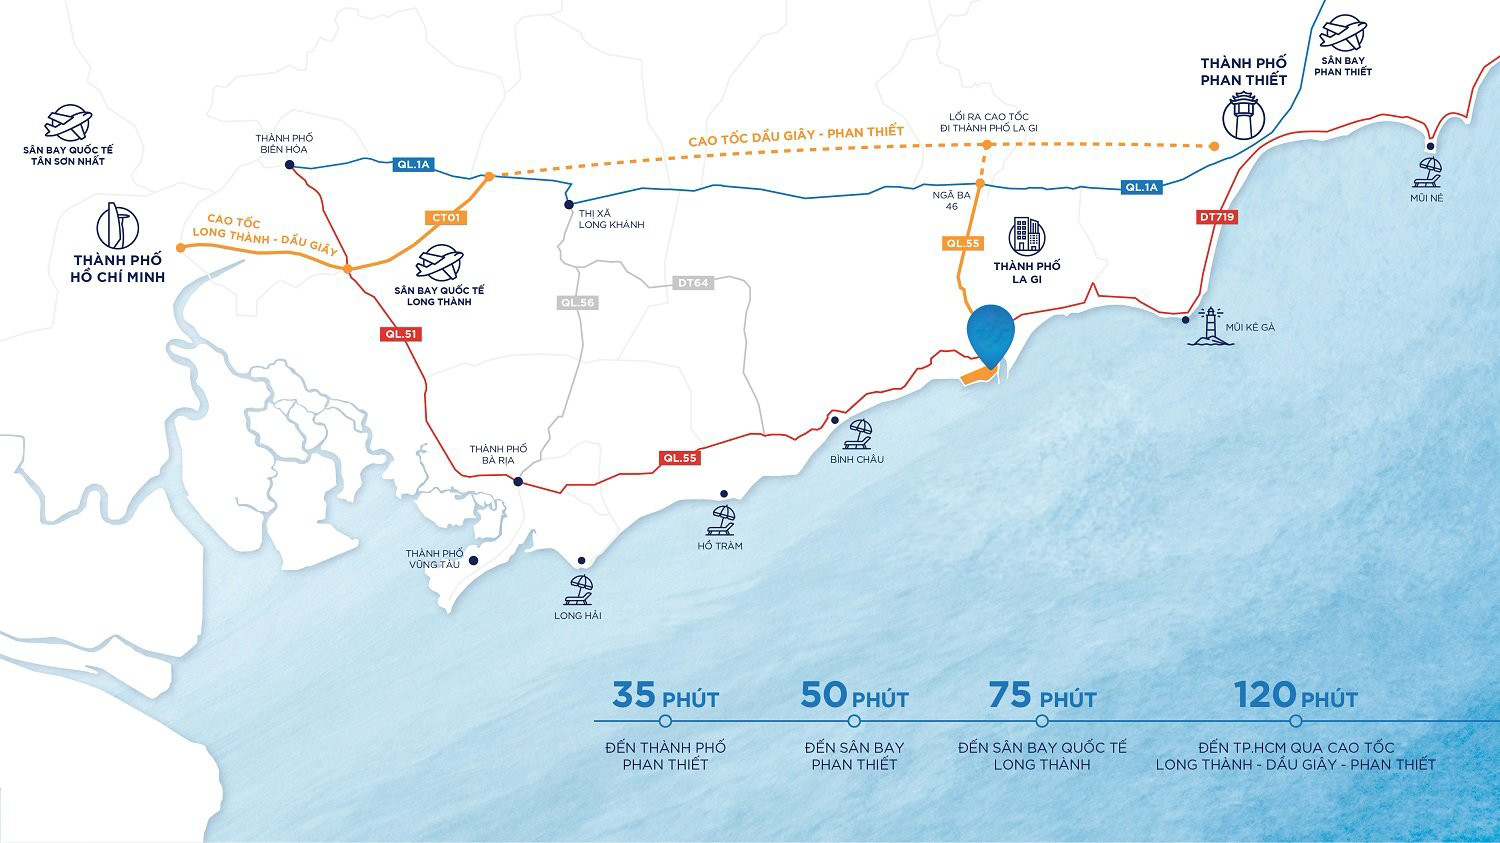 SÂN BAY
PHAN THIẾT
THÀNH PHỐ
PHAN THIẾT
SÂN BAY QUỐC TẾ
TÂN SƠN NHẤT
THÀNH PHỐ
BIÊN HÒA
QL.1A
CAO TỐC DẦU GIÂY - PHAN THIẾT
LỐI RA CAO TỐC
ĐI THÀNH PHỐ LA GI
MŨI NÉ
THÀNH PHỐ
HỒ CHÍ MINH
CAO TỐC
LONG THÀNH - DẦU GIÂY
CT01
THỊ XÃ
LONG KHÁNH
NGÃ BA
46
QL.1A
DT719
QL.55
THÀNH PHỐ
LA GI
SÂN BAY QUỐC TẾ
LONG THÀNH
DT64
QL.56
QL.51
MŨI KÊ GÀ
THÀNH PHỐ
BÀ RỊA
QL.55
BÌNH CHÂU
HỒ TRÀM
THÀNH PHỐ
VŨNG TÀU
LONG HẢI
35 PHÚT
ĐẾN THÀNH PHỐ
PHAN THIẾT
50 PHÚT
ĐẾN SÂN BAY
PHAN THIẾT
75 PHÚT
ĐẾN SÂN BAY QUỐC TẾ
LONG THÀNH
120 PHÚT
ĐẾN TP.HCM QUA CAO TỐC
LONG THÀNH - DẦU GIÂY - PHAN THIẾT